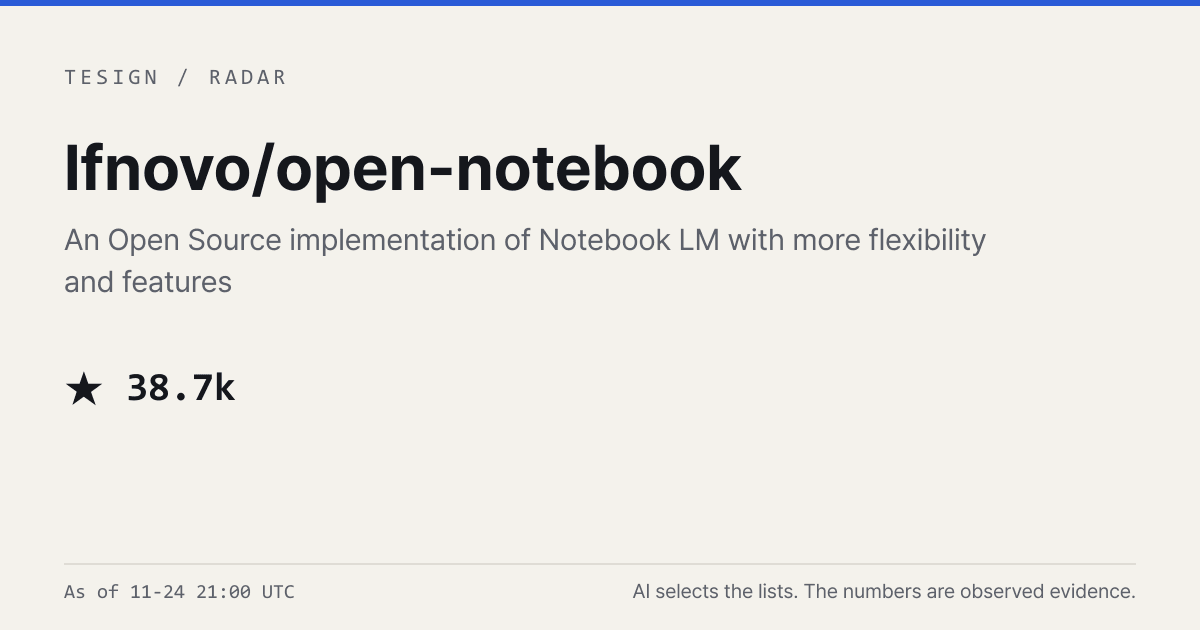 TESIGN / RADAR
lfnovo/open-notebook
An Open Source implementation of Notebook LM with more flexibility
and features
★ 38.7k
As of 11-24 21:00 UTC
AI selects the lists. The numbers are observed evidence.